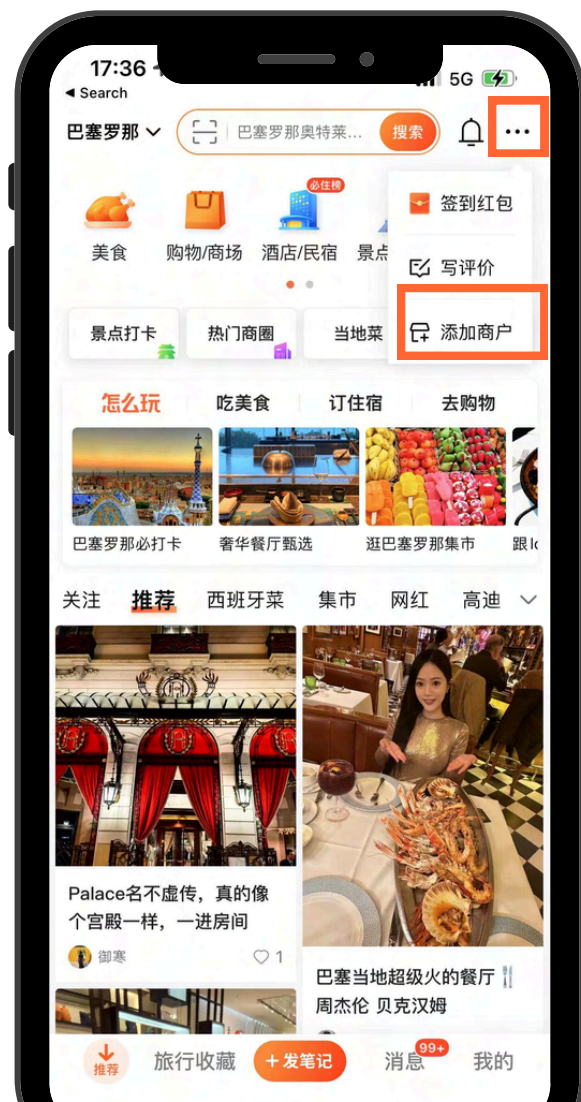 17:36
5G
◀ Search
巴塞罗那
巴塞罗那奥特莱...
搜索
必住榜
美食
购物/商场
酒店/民宿
景点
签到红包
写评价
添加商户
景点打卡
热门商圈
当地菜
怎么玩
吃美食
订住宿
去购物
巴塞罗那必打卡
奢华餐厅甄选
逛巴塞罗那集市
跟lo
关注
推荐
西班牙菜
集市
网红
高迪
Palace名不虚传，真的像
个宫殿一样，一进房间
御寒
1
巴塞当地超级火的餐厅🍴
周杰伦 贝克汉姆
推荐
旅行收藏
+发笔记
消息
99+
我的